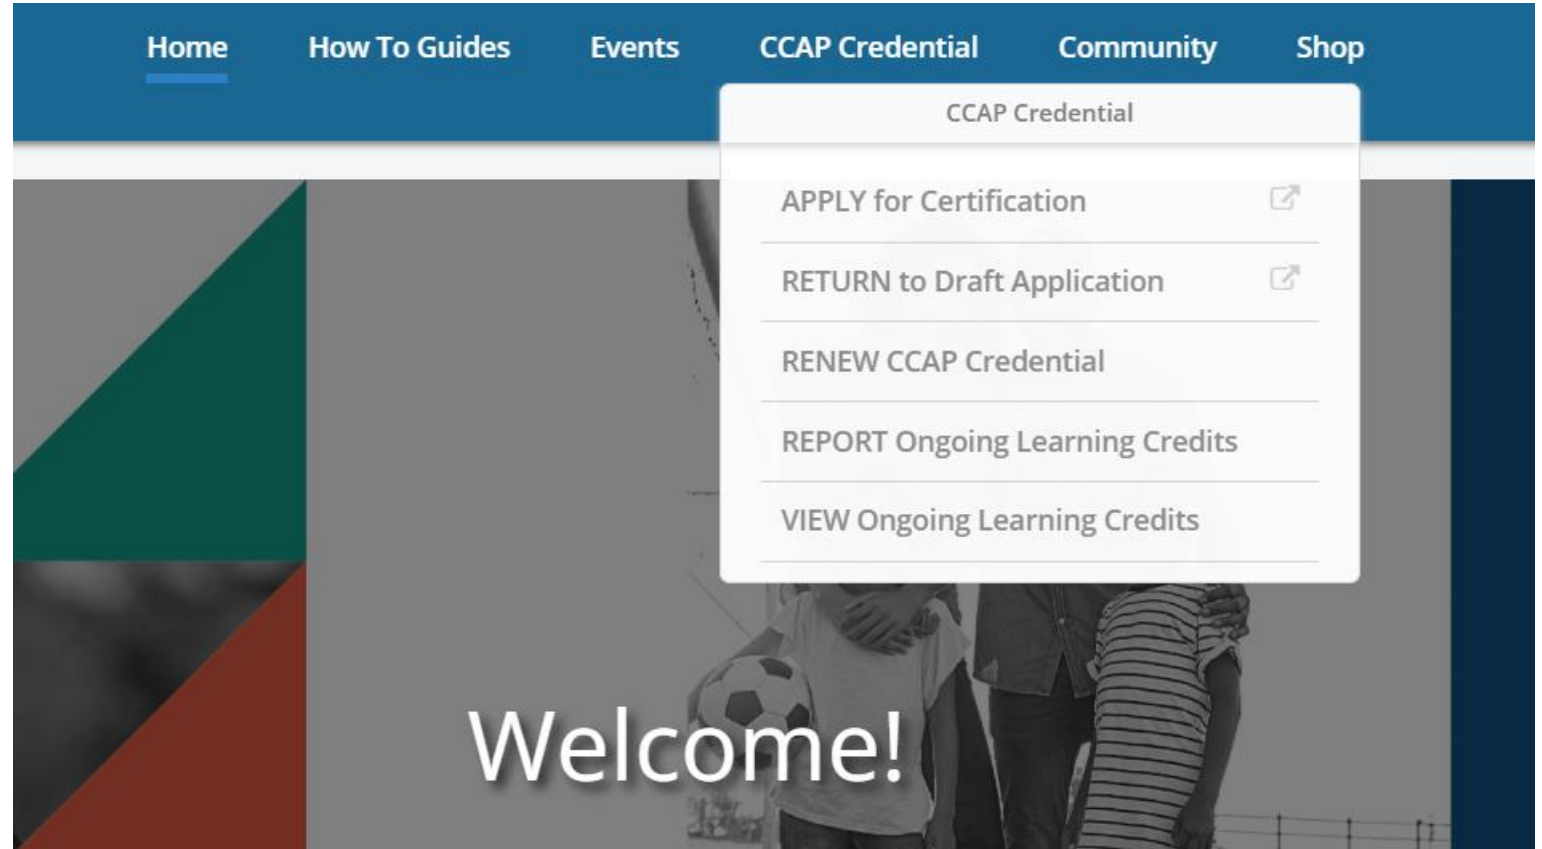 Home How To Guides Events CCAP Credential Community Shop
CCAP Credential
APPLY for Certification
RETURN to Draft Application
RENEW CCAP Credential
REPORT Ongoing Learning Credits
VIEW Ongoing Learning Credits
Welcome!